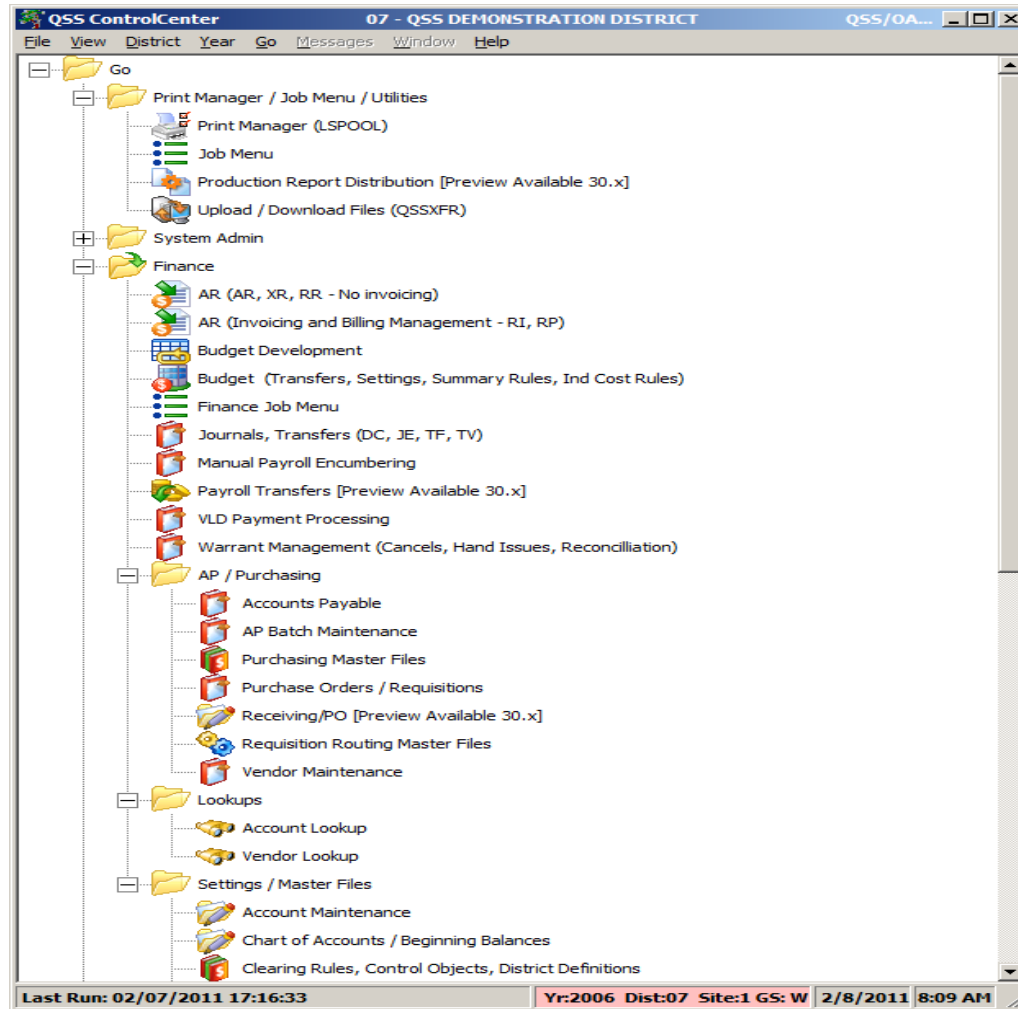 QSS ControlCenter 07 - QSS DEMONSTRATION DISTRICT QSS/OA...
File View District Year Go Messages Window Help
Go
Print Manager / Job Menu / Utilities
Print Manager (LSPOOL)
Job Menu
Production Report Distribution [Preview Available 30.x]
Upload / Download Files (QSSXFR)
System Admin
Finance
AR (AR, XR, RR - No invoicing)
AR (Invoicing and Billing Management - RI, RP)
Budget Development
Budget (Transfers, Settings, Summary Rules, Ind Cost Rules)
Finance Job Menu
Journals, Transfers (DC, JE, TF, TV)
Manual Payroll Encumbering
Payroll Transfers [Preview Available 30.x]
VLD Payment Processing
Warrant Management (Cancels, Hand Issues, Reconcilliation)
AP / Purchasing
Accounts Payable
AP Batch Maintenance
Purchasing Master Files
Purchase Orders / Requisitions
Receiving/PO [Preview Available 30.x]
Requisition Routing Master Files
Vendor Maintenance
Lookups
Account Lookup
Vendor Lookup
Settings / Master Files
Account Maintenance
Chart of Accounts / Beginning Balances
Clearing Rules, Control Objects, District Definitions
Last Run: 02/07/2011 17:16:33 Yr:2006 Dist:07 Site:1 GS: W 2/8/2011 8:09 AM